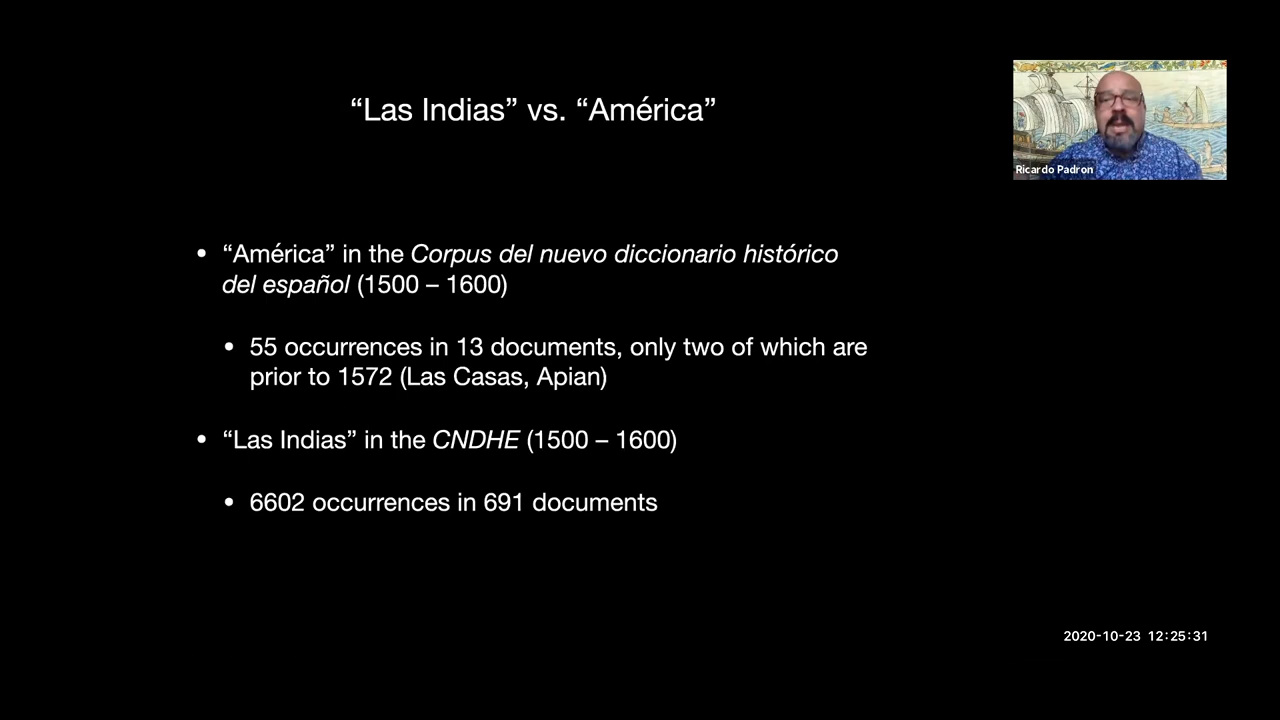 “Las Indias” vs. “América”
Ricardo Padron
• “América” in the Corpus del nuevo diccionario histórico
del español (1500 – 1600)
• 55 occurrences in 13 documents, only two of which are
prior to 1572 (Las Casas, Apian)
• “Las Indias” in the CNDHE (1500 – 1600)
• 6602 occurrences in 691 documents
2020-10-23 12:25:31